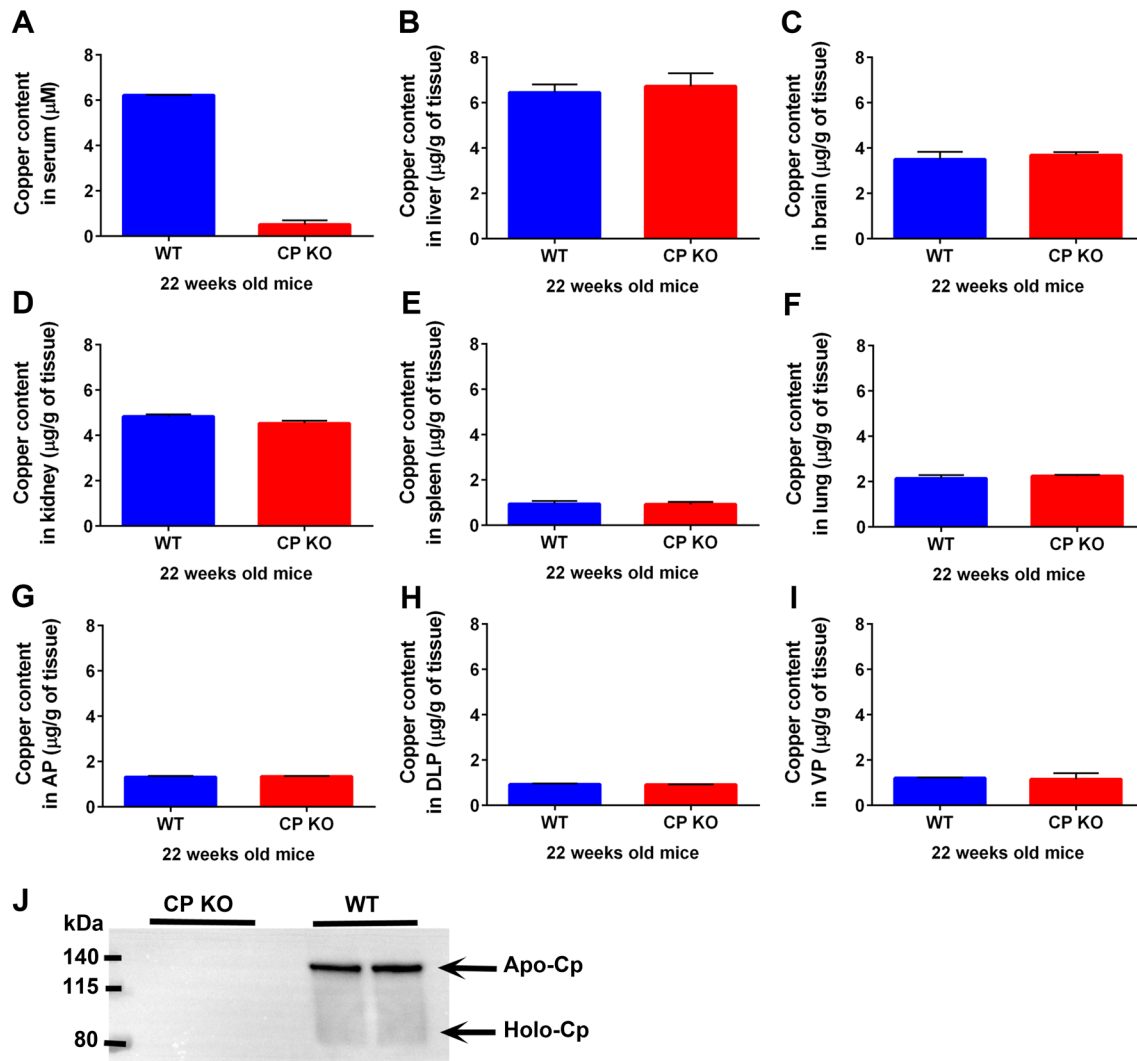 A
Copper content
in serum (μM)
8
6
4
2
0
WT
CP KO
22 weeks old mice
B
Copper content
in liver (μg/g of tissue)
8
6
4
2
0
WT
CP KO
22 weeks old mice
C
Copper content
in brain (μg/g of tissue)
8
6
4
2
0
WT
CP KO
22 weeks old mice
D
Copper content
in kidney (μg/g of tissue)
8
6
4
2
0
WT
CP KO
22 weeks old mice
E
Copper content
in spleen (μg/g of tissue)
8
6
4
2
0
WT
CP KO
22 weeks old mice
F
Copper content
in lung (μg/g of tissue)
8
6
4
2
0
WT
CP KO
22 weeks old mice
G
Copper content
in AP (μg/g of tissue)
8
6
4
2
0
WT
CP KO
22 weeks old mice
H
Copper content
in DLP (μg/g of tissue)
8
6
4
2
0
WT
CP KO
22 weeks old mice
I
Copper content
in VP (μg/g of tissue)
8
6
4
2
0
WT
CP KO
22 weeks old mice
J
CP KO
WT
kDa
140
115
80
Apo-Cp
Holo-Cp